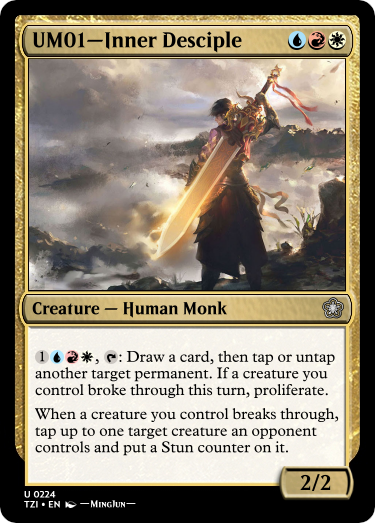 UM01—Inner Desciple
Creature — Human Monk
1, : Draw a card, then tap or untap
another target permanent. If a creature you
control broke through this turn, proliferate.
When a creature you control breaks through,
tap up to one target creature an opponent
controls and put a Stun counter on it.
2/2
U 0224
TZI • EN —MingJun—